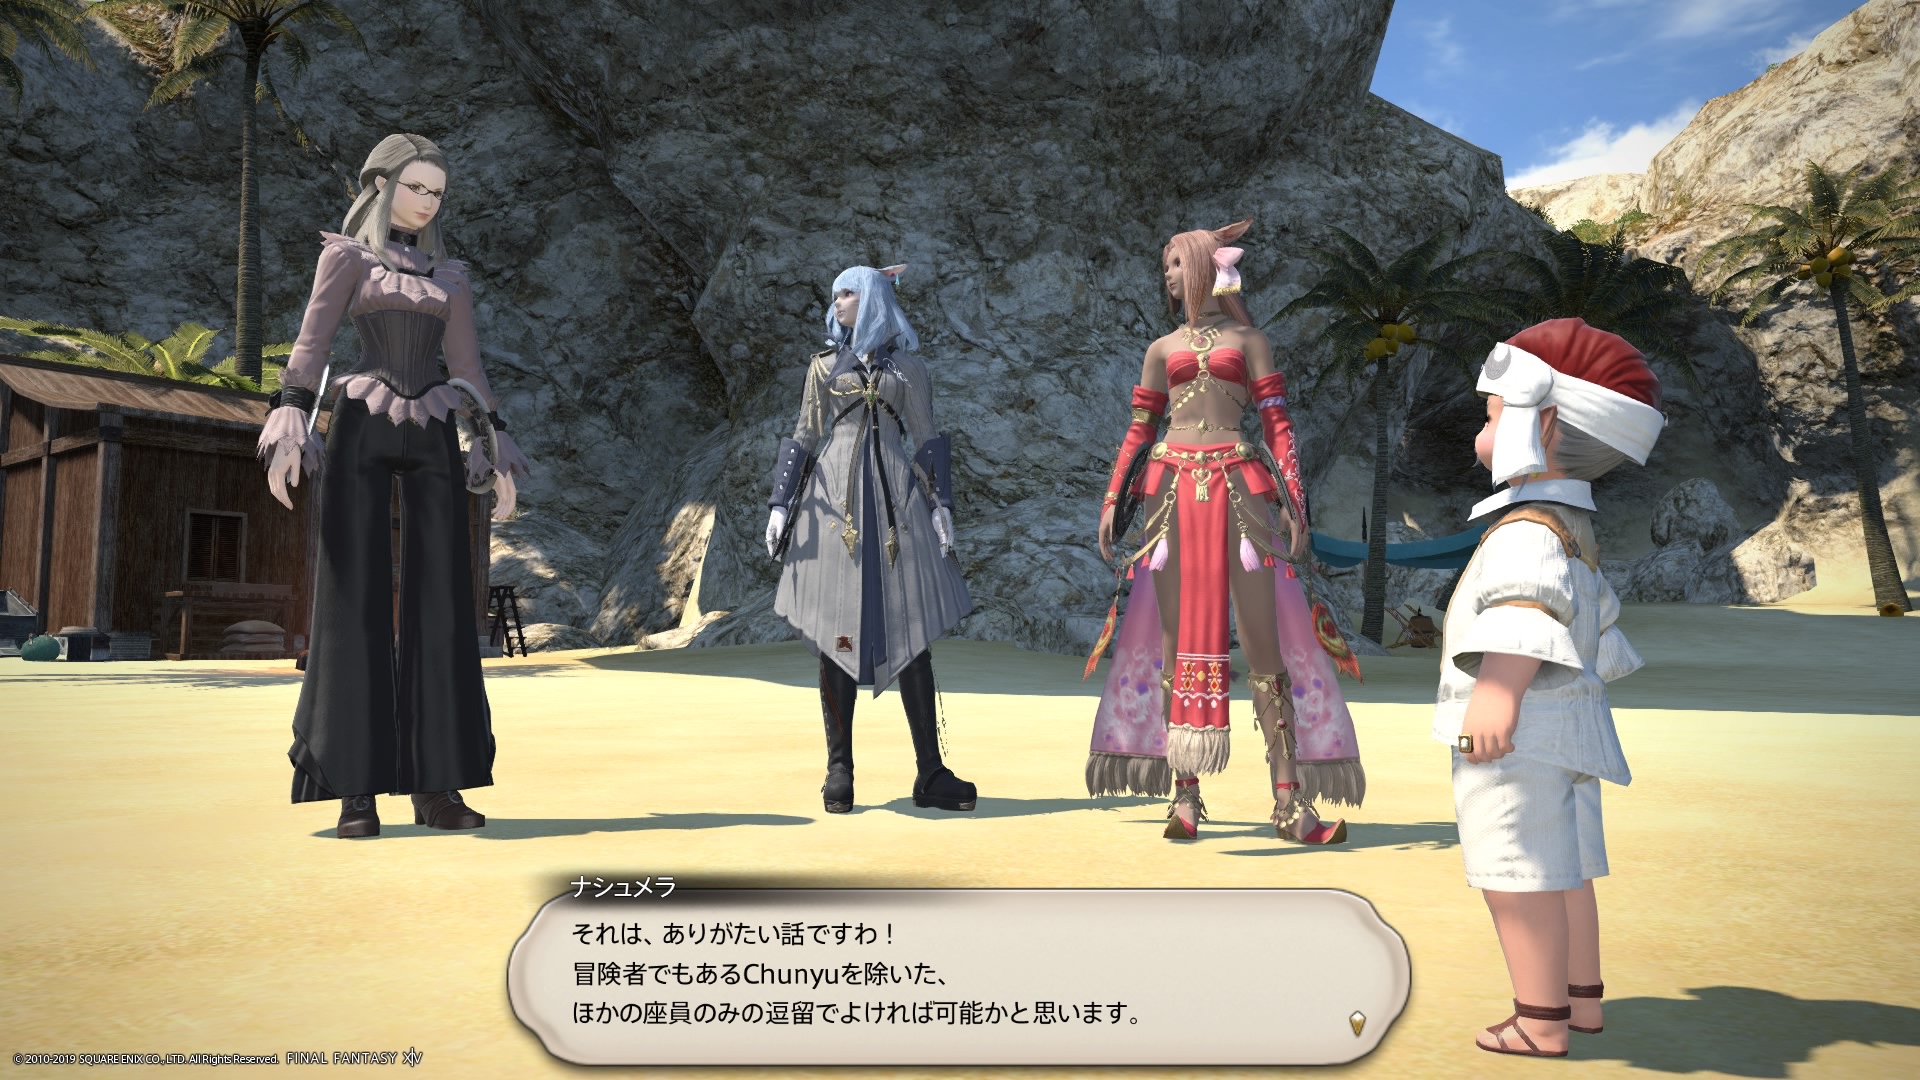 ナシュメラ
それは、ありがたい話ですわ！
冒険者でもあるChunyuを除いた、
ほかの座員のみの逗留でよければ可能かと思います。
© 2010-2019 SQUARE ENIX CO., LTD. All Rights Reserved. FINAL FANTASY XIV